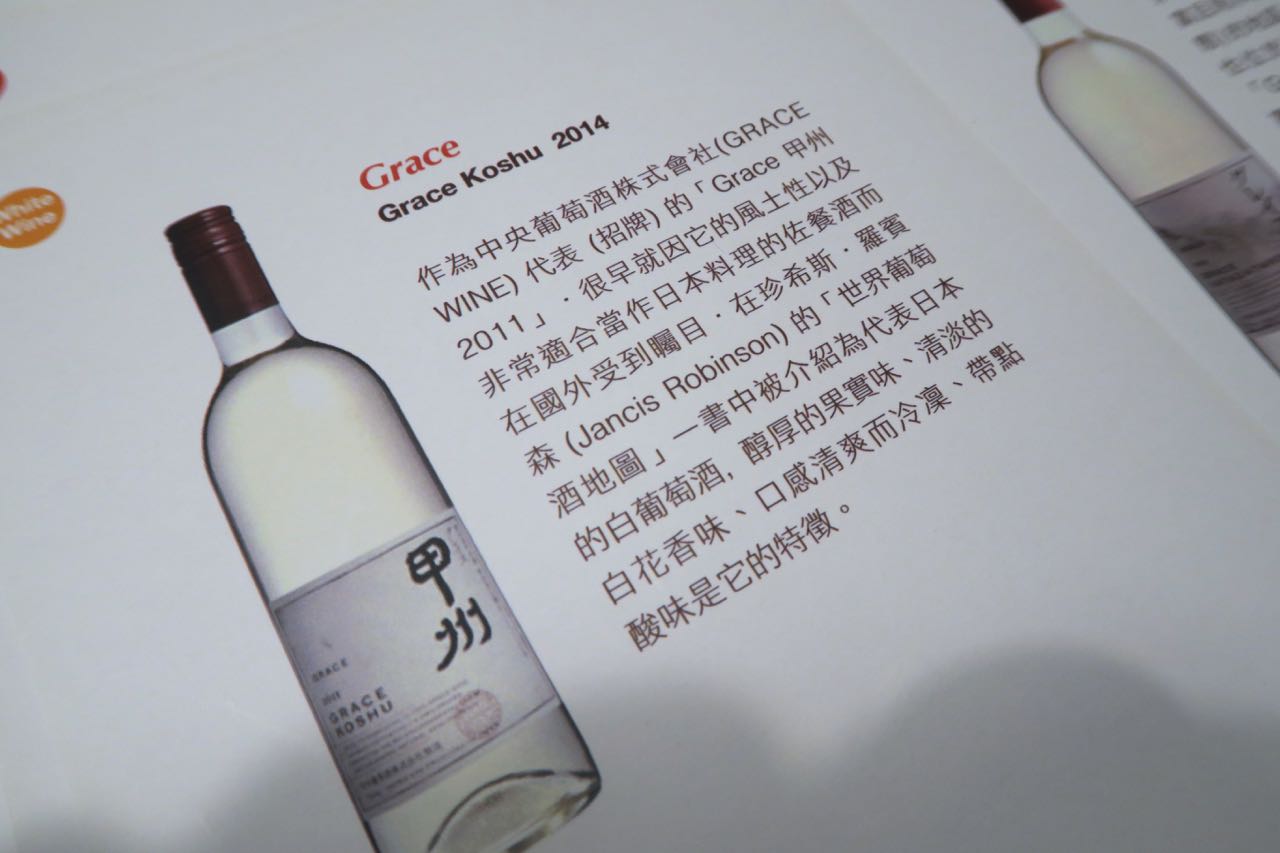 White
Wine
Grace
Grace Koshu 2014
作為中央葡萄酒株式會社(GRACE
WINE) 代表 (招牌) 的「Grace 甲州
2011」．很早就因它的風土性以及
非常適合當作日本料理的佐餐酒而
在國外受到矚目．在珍希斯．羅賓
森 (Jancis Robinson) 的「世界葡萄
酒地圖」一書中被介紹為代表日本
的白葡萄酒, 醇厚的果實味、清淡的
白花香味、口感清爽而冷凜、帶點
酸味是它的特徵。
甲州
GRACE
GRACE
KOSHU